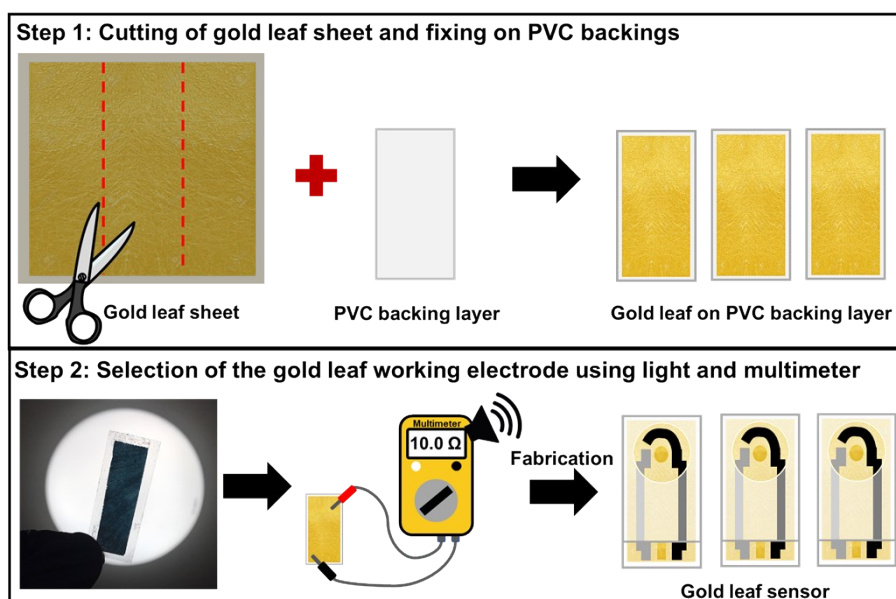 Step 1: Cutting of gold leaf sheet and fixing on PVC backings
Gold leaf sheet
PVC backing layer
Gold leaf on PVC backing layer
Step 2: Selection of the gold leaf working electrode using light and multimeter
Multimeter
10.0 Ω
Fabrication
Gold leaf sensor